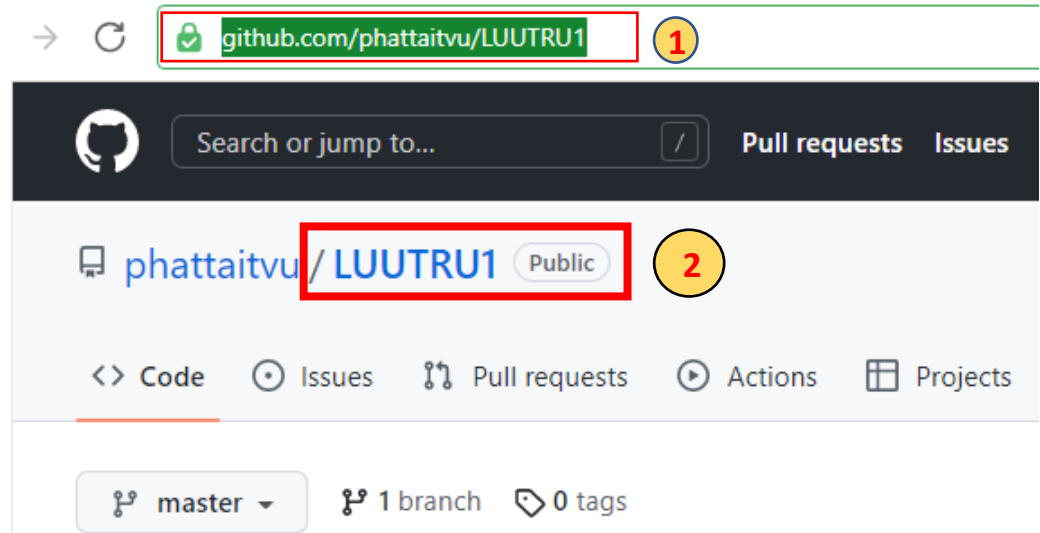 github.com/phattaitvu/LUUTRU1 1
Search or jump to... / Pull requests Issues
phattaitvu / LUUTRU1 Public 2
<> Code Issues Pull requests Actions Projects
master 1 branch 0 tags